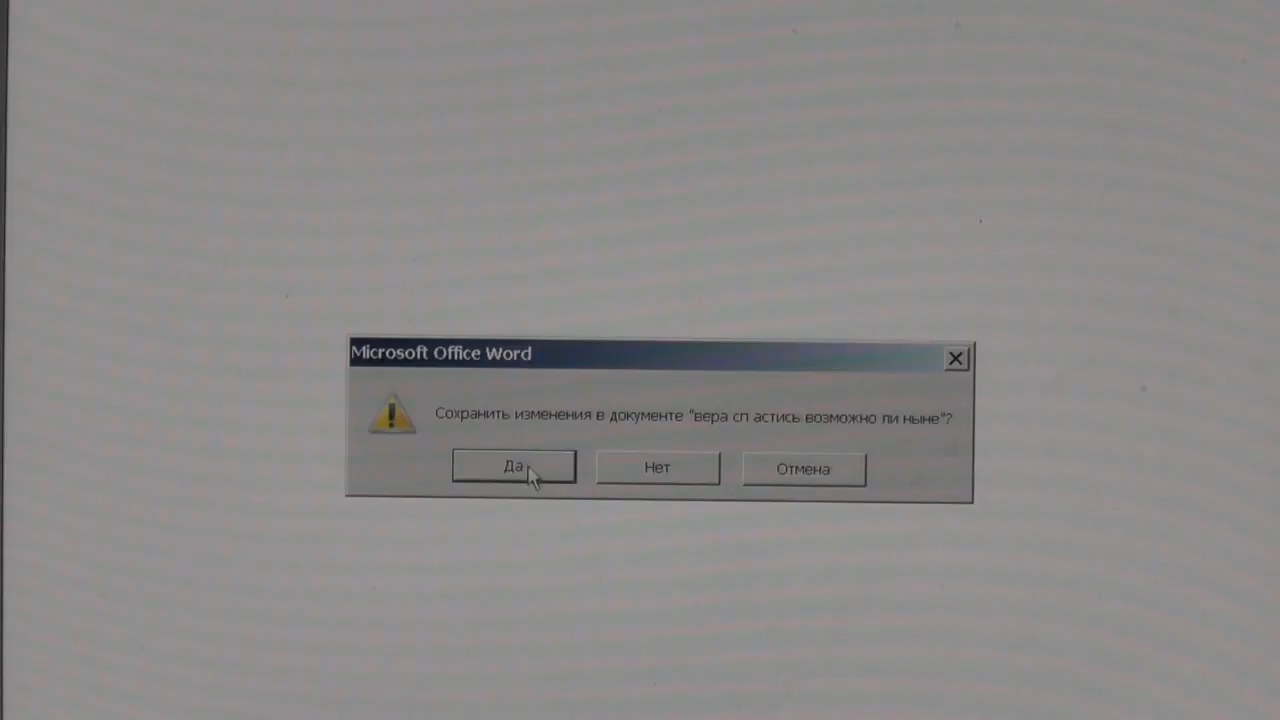 Microsoft Office Word
Сохранить изменения в документе "вера сп астись возможно ли ныне"?
Да
Нет
Отмена